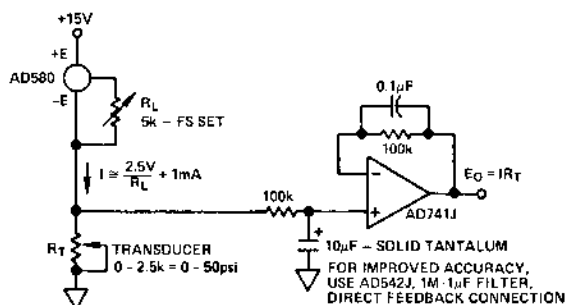 +15V
+E
AD580
−E
R_L
5k – FS SET
I ≅ 2.5V/R_L + 1mA
R_T
TRANSDUCER
0 – 2.5k = 0 – 50psi
100k
0.1μF
100k
−
+
AD741J
E_O = IR_T
+
10μF – SOLID TANTALUM
FOR IMPROVED ACCURACY,
USE AD542J, 1M-1μF FILTER,
DIRECT FEEDBACK CONNECTION